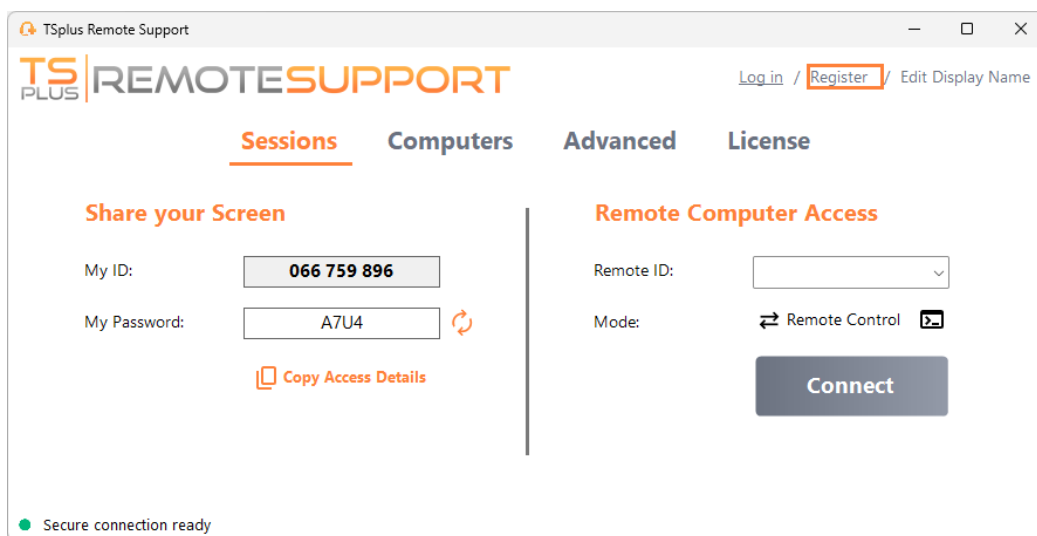 TSplus Remote Support
TS PLUS REMOTESUPPORT
Log in / Register / Edit Display Name
Sessions Computers Advanced License
Share your Screen
My ID: 066 759 896
My Password: A7U4
Copy Access Details
Remote Computer Access
Remote ID:
Mode: Remote Control
Connect
Secure connection ready